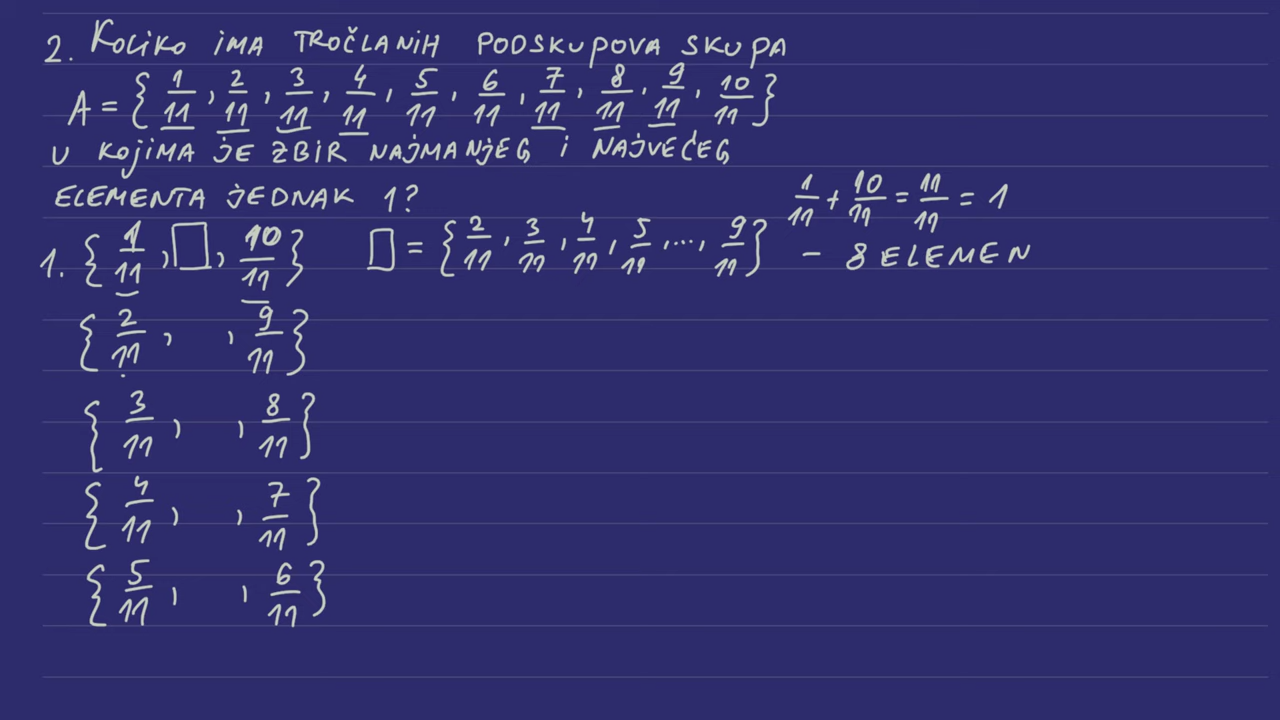 2. KOLIKO IMA TROČLANIH PODSKUPOVA SKUPA
A = { 1/11, 2/11, 3/11, 4/11, 5/11, 6/11, 7/11, 8/11, 9/11, 10/11 }
U KOJIMA JE ZBIR NAJMANJEG I NAJVEĆEG
ELEMENTA JEDNAK 1? 1/11 + 10/11 = 11/11 = 1
1. { 1/11, □, 10/11 } □ = { 2/11, 3/11, 4/11, 5/11, ..., 9/11 } - 8 ELEMEN
{ 2/11, , 9/11 }
{ 3/11, , 8/11 }
{ 4/11, , 7/11 }
{ 5/11, , 6/11 }